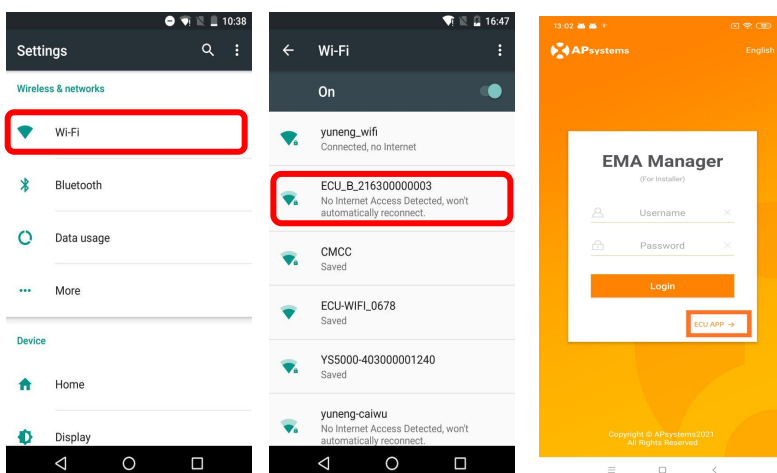 10:38
Settings
Wireless & networks
Wi-Fi
Bluetooth
Data usage
More
Device
Home
Display
16:47
Wi-Fi
On
yuneng_wifi
Connected, no Internet
ECU_B_216300000003
No Internet Access Detected, won't
automatically reconnect.
CMCC
Saved
ECU-WIFI_0678
Saved
YS5000-403000001240
Saved
yuneng-caiwu
No Internet Access Detected, won't
automatically reconnect.
13:02
APsystems
English
EMA Manager
(For Installer)
Username
Password
Login
ECU APP →
Copyright © APsystems2021
All Rights Reserved